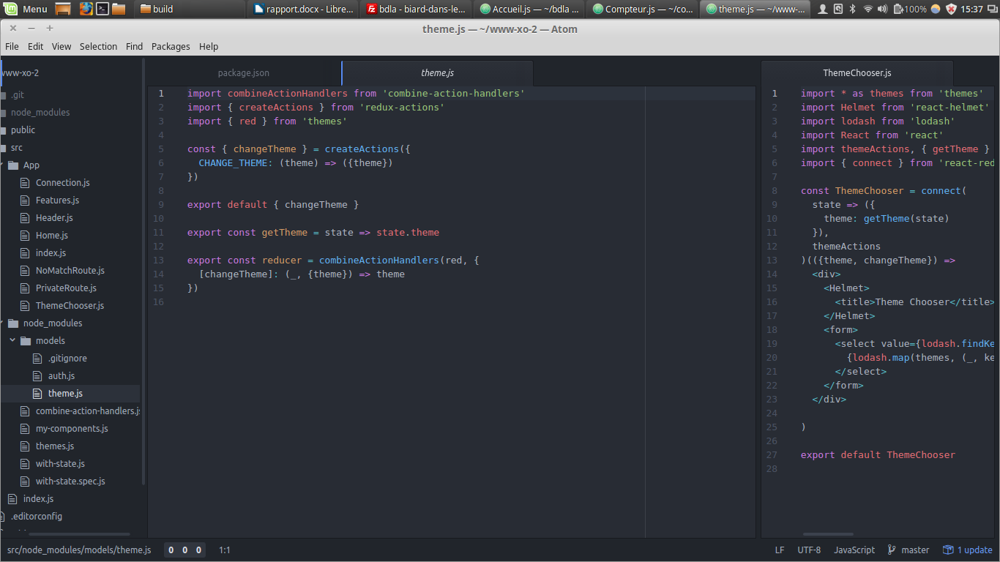 Menu build rapport.docx - Libre... bdla - biard-dans-le... Accueil.js — ~/bdla ... Compteur.js — ~/co... theme.js — ~/www-... 100% 15:37
theme.js — ~/www-xo-2 — Atom
File Edit View Selection Find Packages Help
www-xo-2
.git
node_modules
public
src
App
Connection.js
Features.js
Header.js
Home.js
index.js
NoMatchRoute.js
PrivateRoute.js
ThemeChooser.js
node_modules
models
.gitignore
auth.js
theme.js
combine-action-handlers.js
my-components.js
themes.js
with-state.js
with-state.spec.js
index.js
.editorconfig
package.json theme.js
1 import combineActionHandlers from 'combine-action-handlers'
2 import { createActions } from 'redux-actions'
3 import { red } from 'themes'
4
5 const { changeTheme } = createActions({
6   CHANGE_THEME: (theme) => ({theme})
7 })
8
9 export default { changeTheme }
10
11 export const getTheme = state => state.theme
12
13 export const reducer = combineActionHandlers(red, {
14   [changeTheme]: (_, {theme}) => theme
15 })
16
ThemeChooser.js
1 import * as themes from 'themes'
2 import Helmet from 'react-helmet'
3 import lodash from 'lodash'
4 import React from 'react'
5 import themeActions, { getTheme }
6 import { connect } from 'react-red
7
8 const ThemeChooser = connect(
9   state => ({
10     theme: getTheme(state)
11   }),
12   themeActions
13 )(({theme, changeTheme}) =>
14   <div>
15     <Helmet>
16       <title>Theme Chooser</title>
17     </Helmet>
18     <form>
19       <select value={lodash.findKe
20         {lodash.map(themes, (_, ke
21       </select>
22     </form>
23   </div>
24
25 )
26
27 export default ThemeChooser
28
src/node_modules/models/theme.js 0 0 0 1:1 LF UTF-8 JavaScript master 1 update